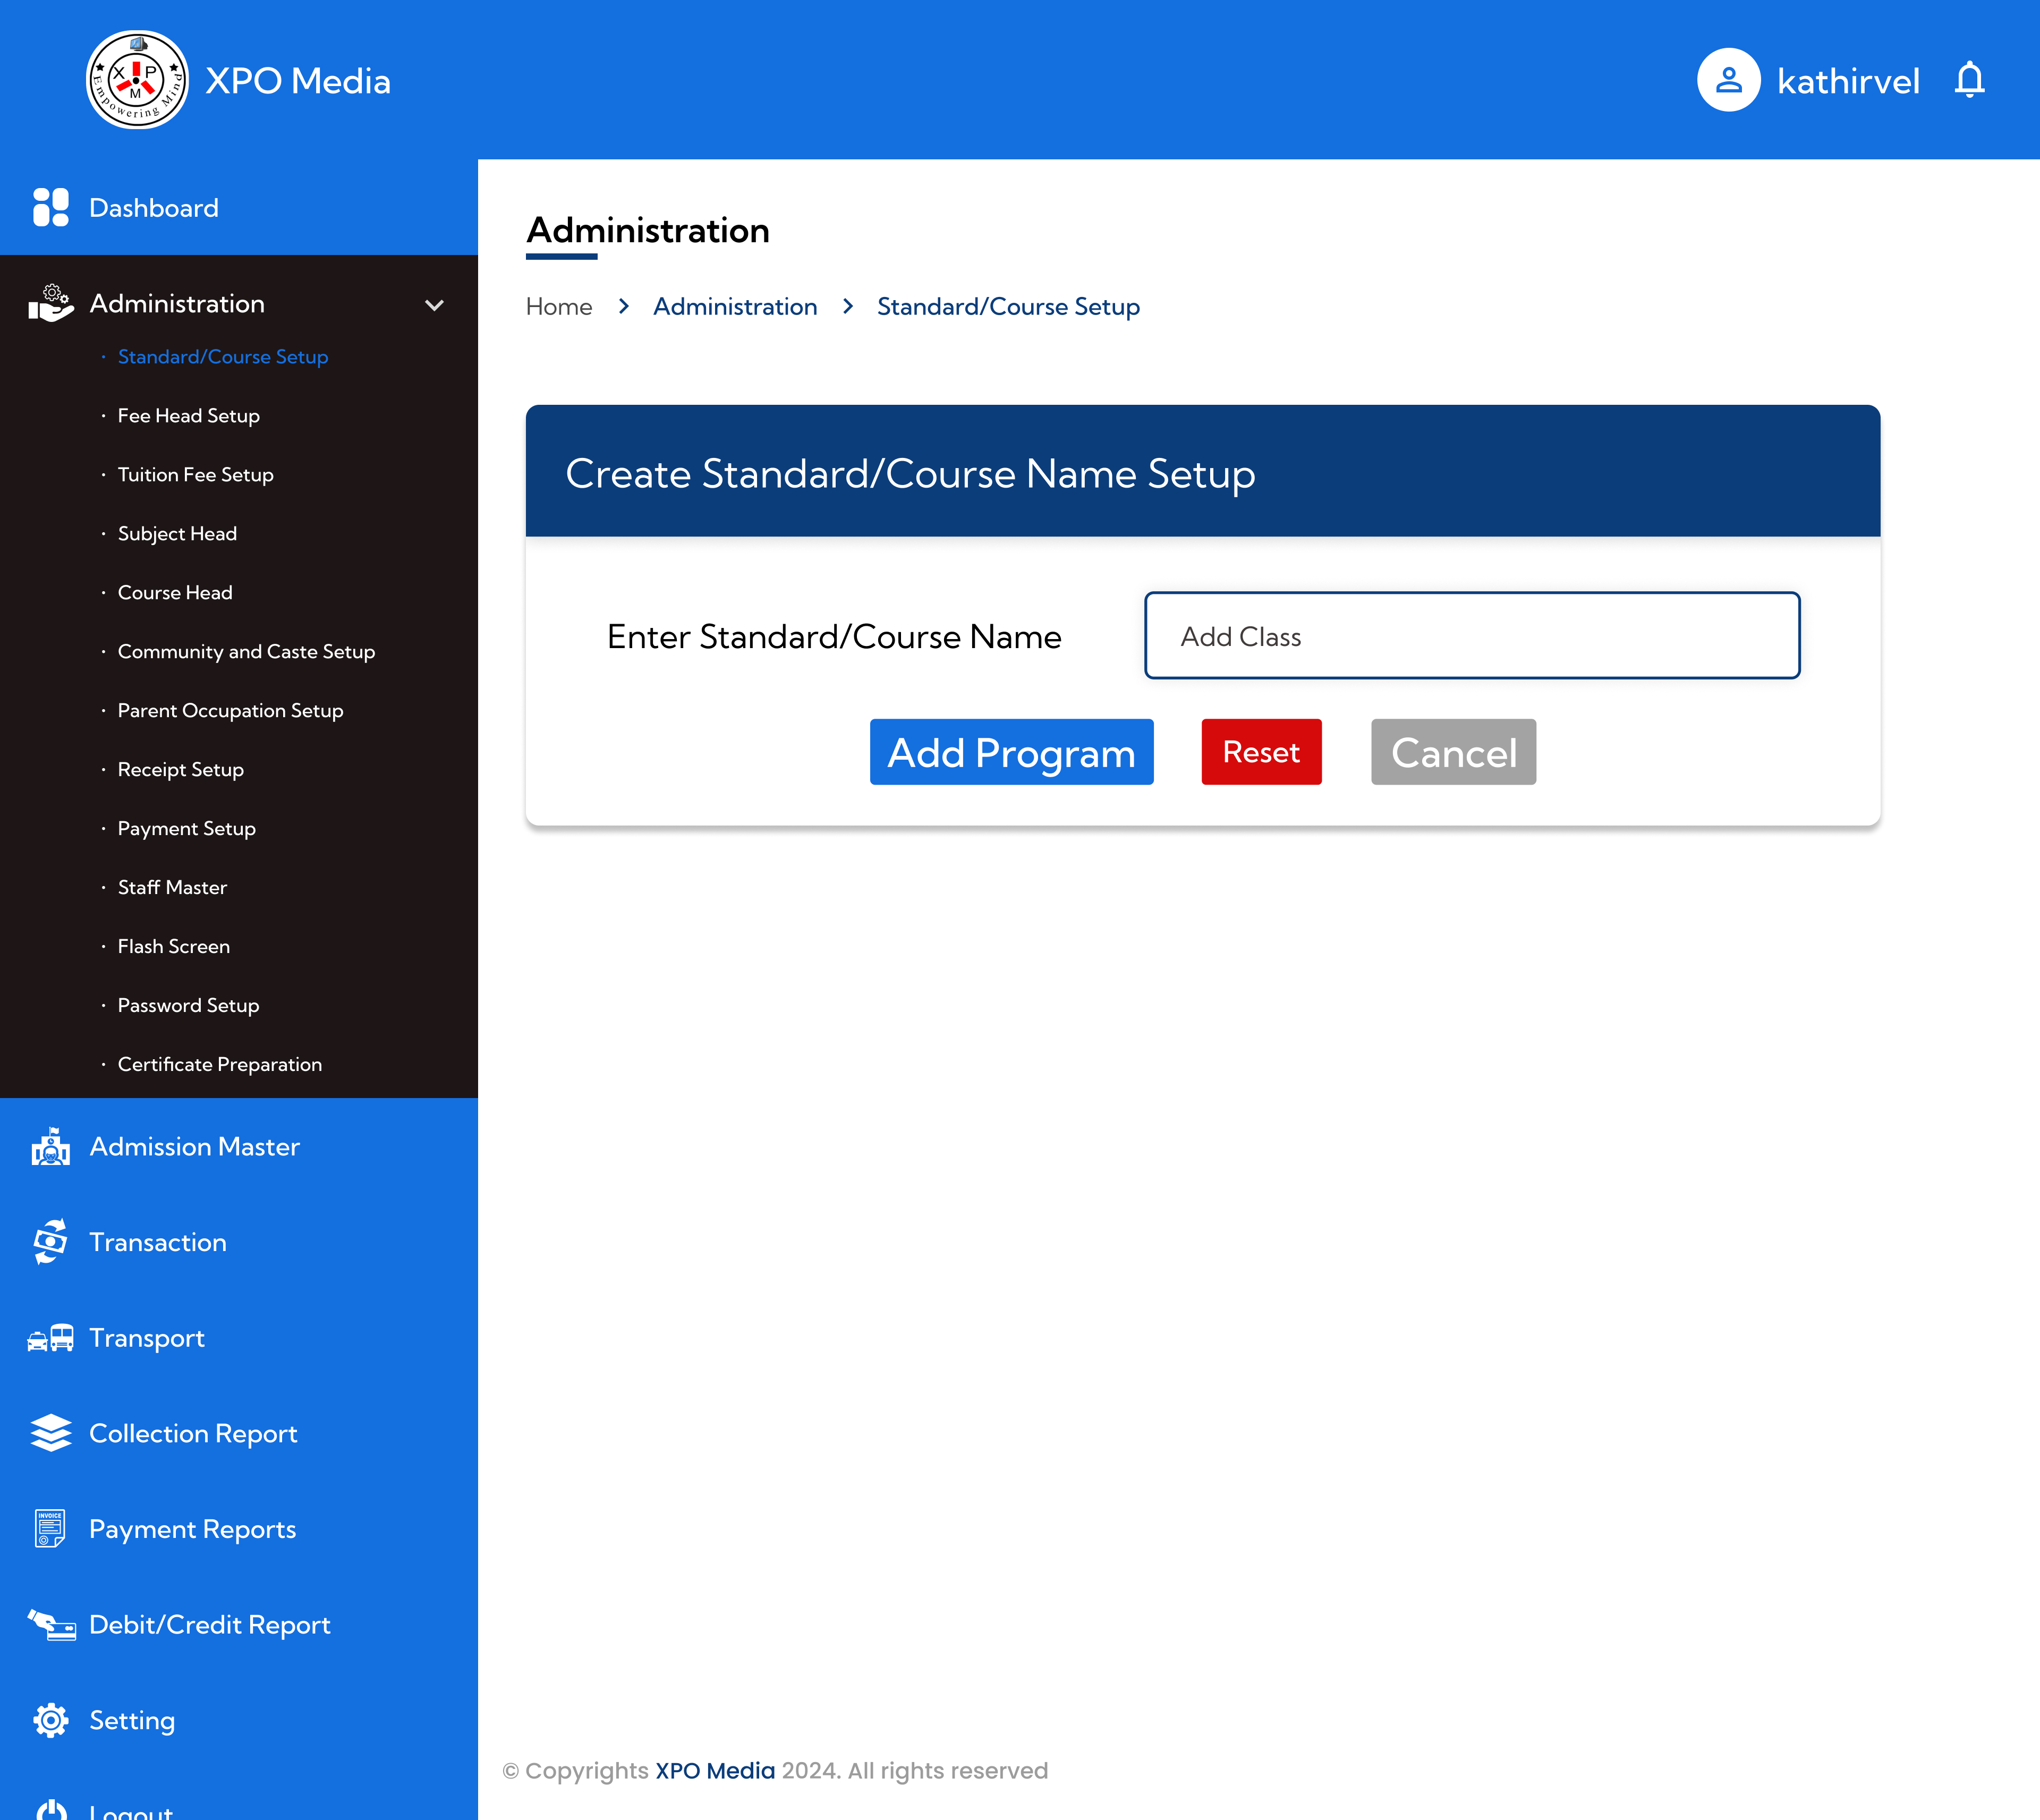 X P M
Empowering Mind
XPO Media
kathirvel
Dashboard
Administration
· Standard/Course Setup
· Fee Head Setup
· Tuition Fee Setup
· Subject Head
· Course Head
· Community and Caste Setup
· Parent Occupation Setup
· Receipt Setup
· Payment Setup
· Staff Master
· Flash Screen
· Password Setup
· Certificate Preparation
Admission Master
Transaction
Transport
Collection Report
INVOICE
Payment Reports
Debit/Credit Report
Setting
Logout
Administration
Home > Administration > Standard/Course Setup
Create Standard/Course Name Setup
Enter Standard/Course Name
Add Class
Add Program Reset Cancel
© Copyrights XPO Media 2024. All rights reserved